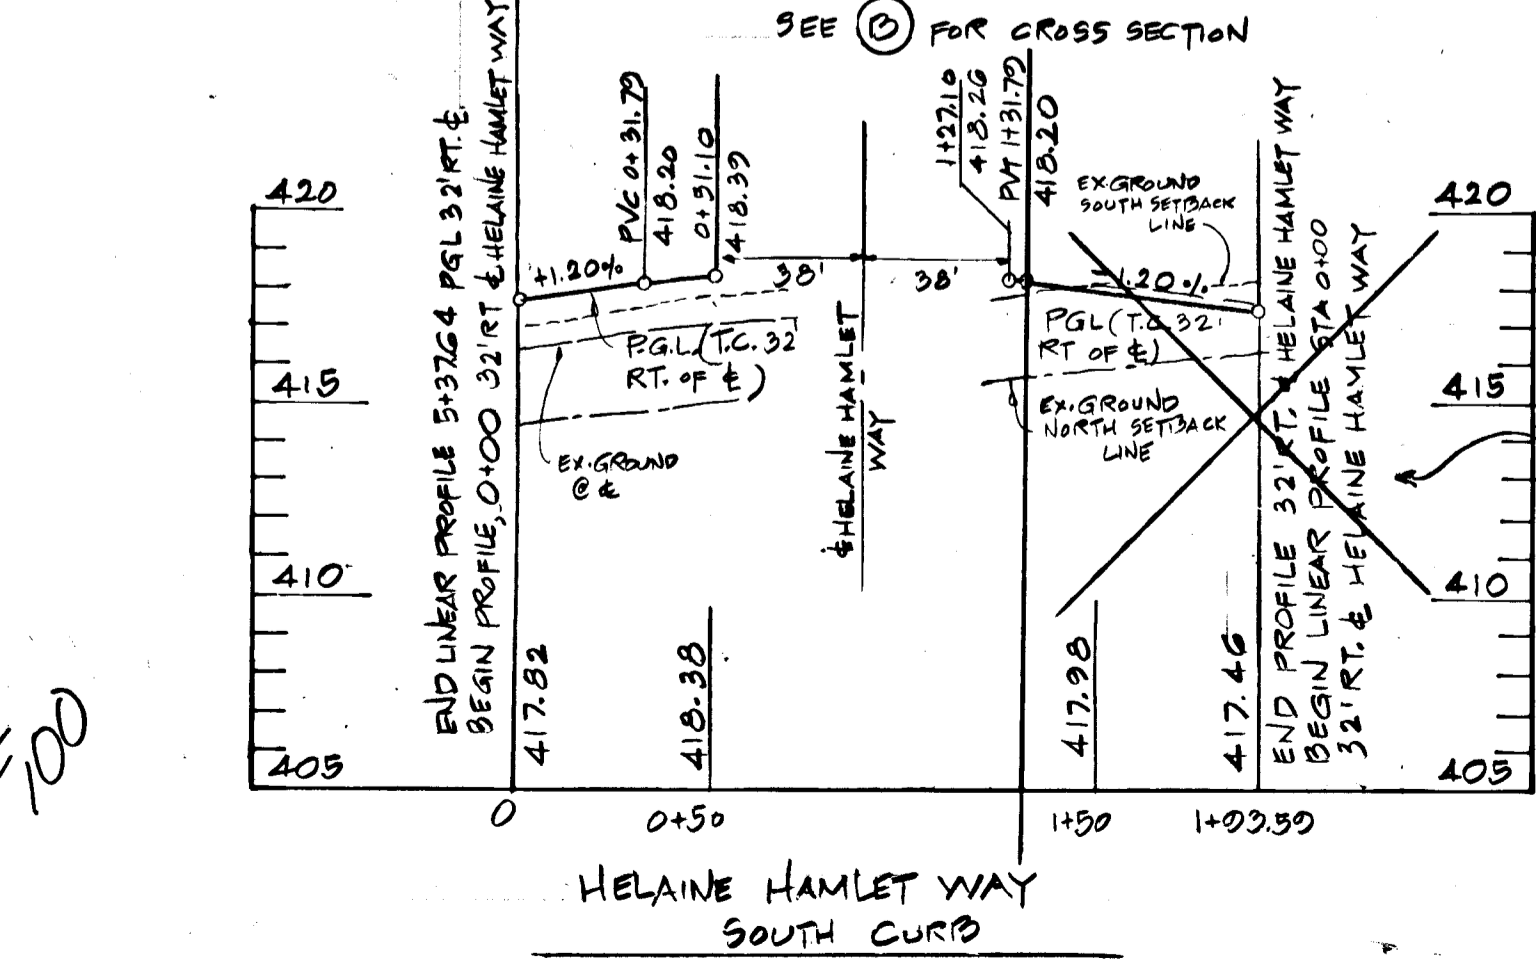 SEE B FOR CROSS SECTION
END LINEAR PROFILE 5+37.64 PGL 32' RT. ℄
BEGIN PROFILE, 0+00 32' RT ℄ HELAINE HAMLET WAY
PVC 0+31.79
418.20
0+31.10
418.39
1+27.10
418.26
PVT 1+31.79
418.20
EX. GROUND
SOUTH SETBACK
LINE
END PROFILE 32' RT. ℄ HELAINE HAMLET WAY
BEGIN LINEAR PROFILE STA 0+00
32' RT. ℄ HELAINE HAMLET WAY
420
415
410
405
420
415
410
405
+1.20%
38'
38'
-1.20%
P.G.L. (T.C. 32
RT. OF ℄)
PGL (T.C. 32'
RT OF ℄)
℄ HELAINE HAMLET
WAY
EX. GROUND
@ ℄
EX. GROUND
NORTH SETBACK
LINE
417.82
418.38
417.98
417.46
0
0+50
1+50
1+93.59
100
HELAINE HAMLET WAY
SOUTH CURB